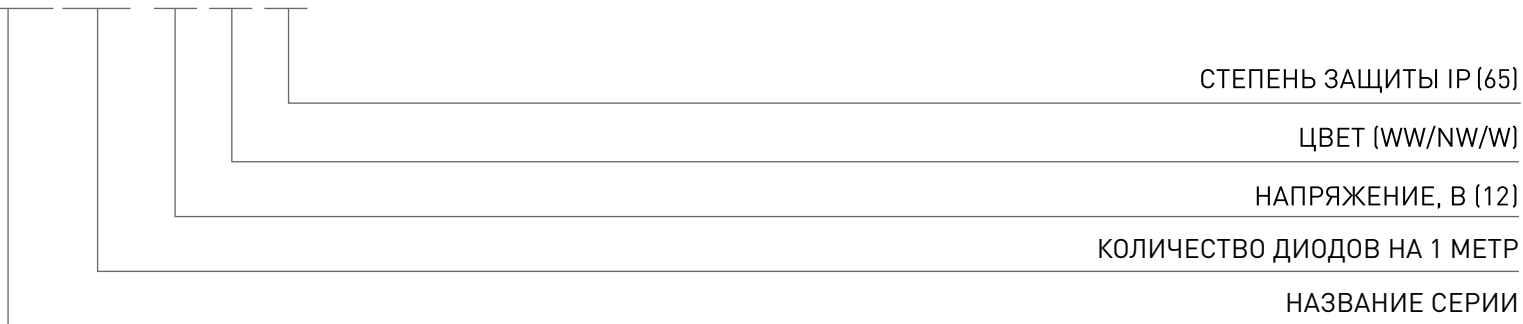 СТЕПЕНЬ ЗАЩИТЫ IP (65)
ЦВЕТ (WW/NW/W)
НАПРЯЖЕНИЕ, В (12)
КОЛИЧЕСТВО ДИОДОВ НА 1 МЕТР
НАЗВАНИЕ СЕРИИ